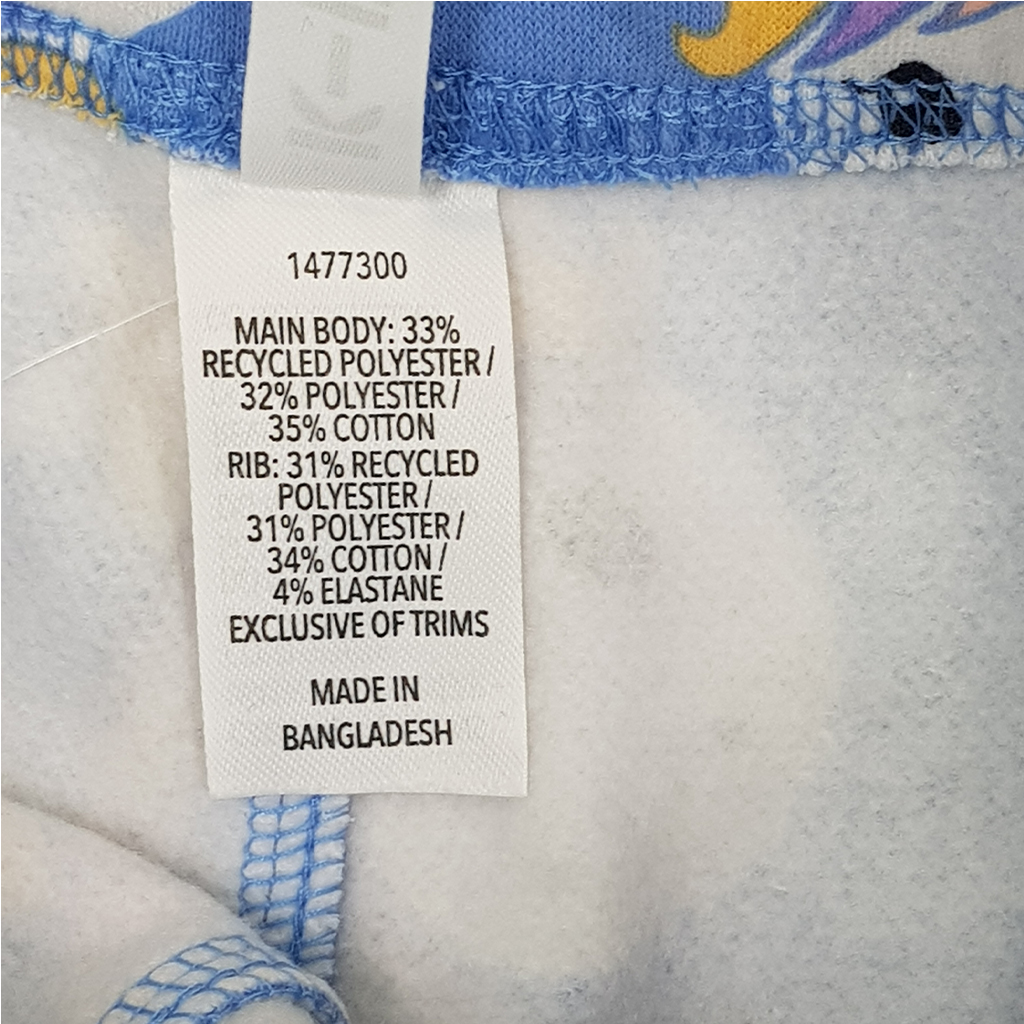 1477300
MAIN BODY: 33%
RECYCLED POLYESTER /
32% POLYESTER /
35% COTTON
RIB: 31% RECYCLED
POLYESTER /
31% POLYESTER /
34% COTTON /
4% ELASTANE
EXCLUSIVE OF TRIMS
MADE IN
BANGLADESH